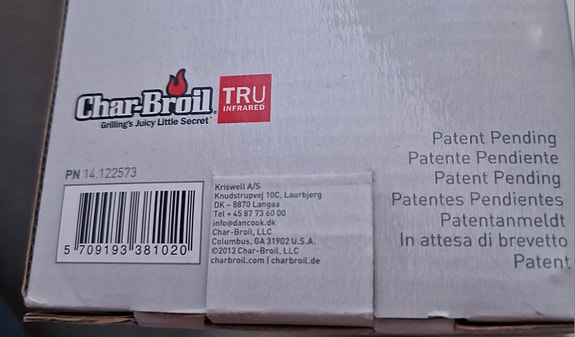 Char-Broil
Grilling's Juicy Little Secret
TRU
INFRARED
PN 14.122573
5 709193 381020
Kriswell A/S
Knudstrupvej 10C, Laurbjerg
DK - 8870 Langaa
Tel + 45 87 73 60 00
info@dancook.dk
Char-Broil, LLC
Columbus, GA 31902 U.S.A.
©2013 Char-Broil, LLC
charbroil.com | charbroil.de
Patent Pending
Patente Pendiente
Patent Pending
Patentes Pendientes
Patentanmeldt
In attesa di brevetto
Patent